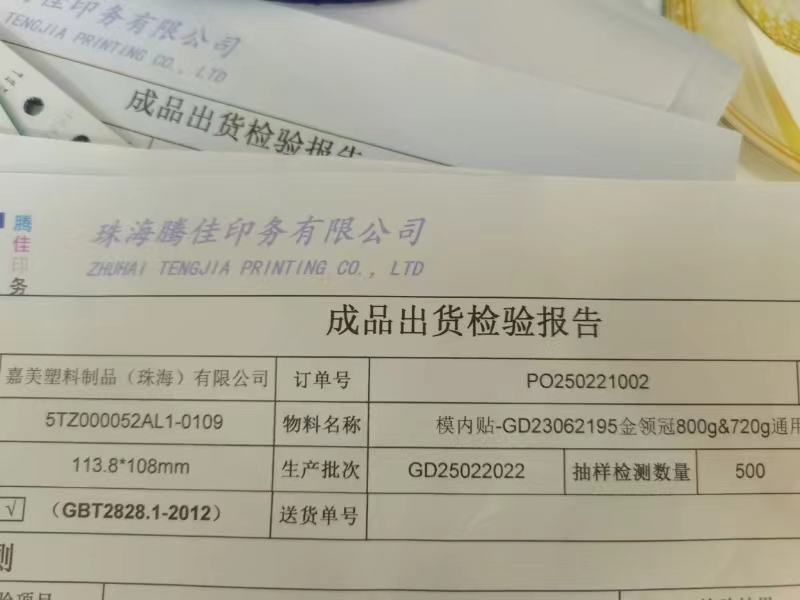 佳印务有限公司
TENGJIA PRINTING CO., LTD
成品出货检验报告
腾佳印务
珠海腾佳印务有限公司
ZHUHAI TENGJIA PRINTING CO., LTD
成品出货检验报告
嘉美塑料制品（珠海）有限公司 订单号 PO250221002
5TZ000052AL1-0109 物料名称 模内贴-GD23062195金领冠800g&720g通用
113.8*108mm 生产批次 GD25022022 抽样检测数量 500
√ （GBT2828.1-2012） 送货单号
测